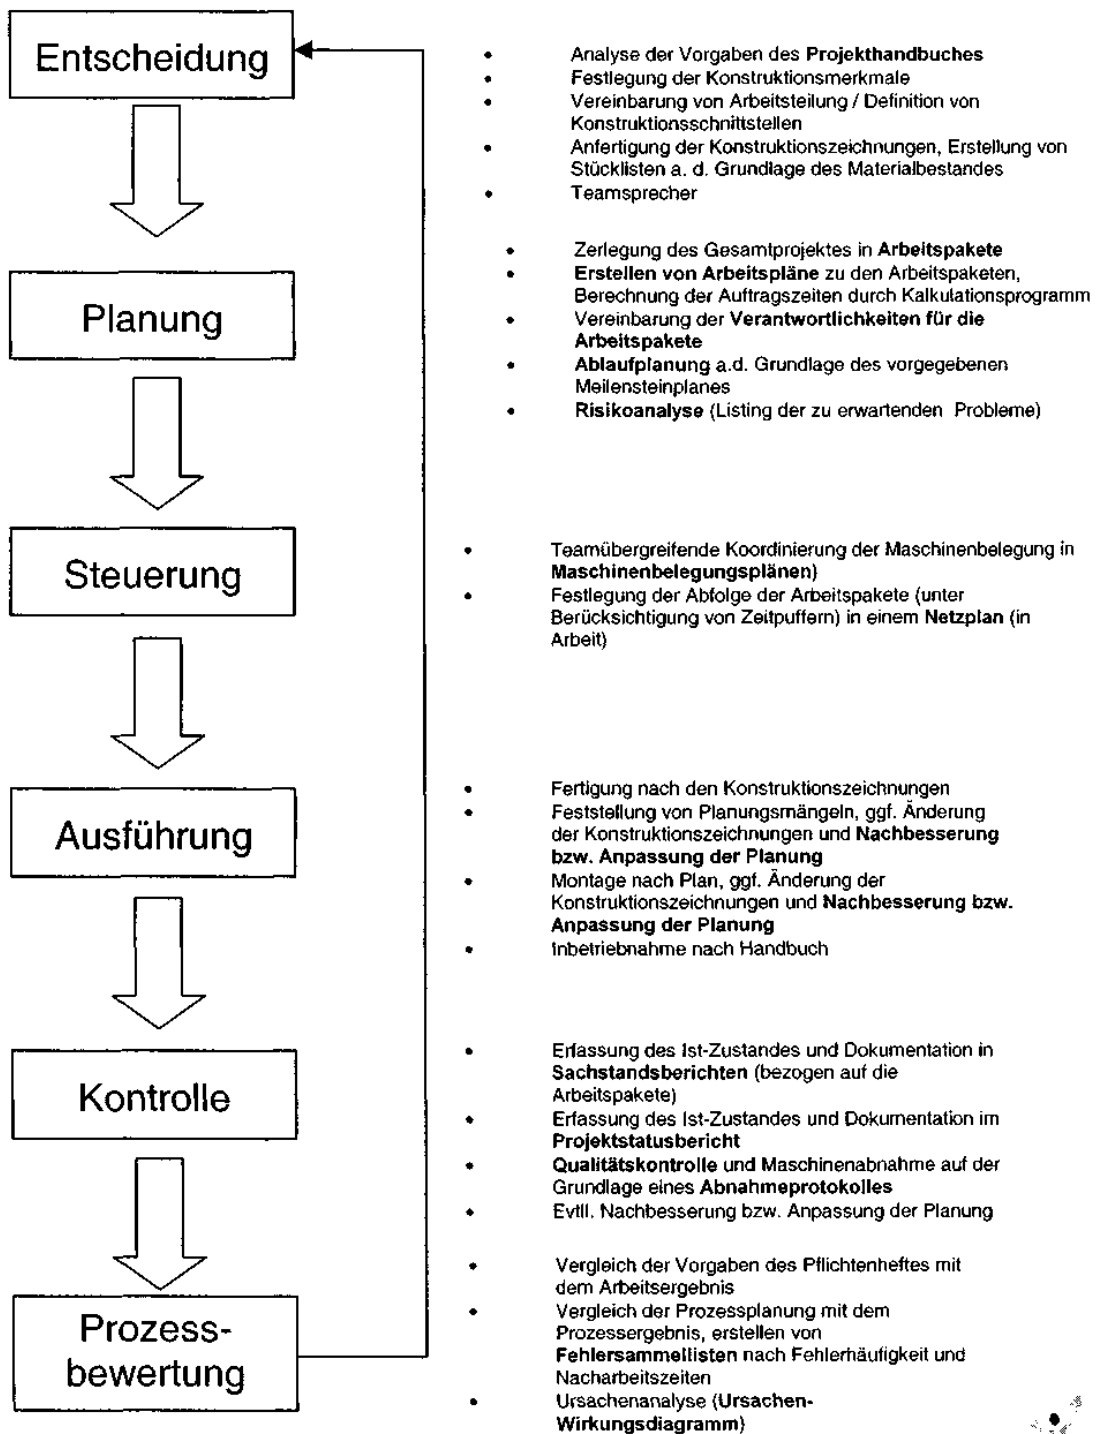 Entscheidung
• Analyse der Vorgaben des Projekthandbuches
• Festlegung der Konstruktionsmerkmale
• Vereinbarung von Arbeitsteilung / Definition von
Konstruktionsschnittstellen
• Anfertigung der Konstruktionszeichnungen, Erstellung von
Stücklisten a. d. Grundlage des Materialbestandes
• Teamsprecher
Planung
• Zerlegung des Gesamtprojektes in Arbeitspakete
• Erstellen von Arbeitspläne zu den Arbeitspaketen,
Berechnung der Auftragszeiten durch Kalkulationsprogramm
• Vereinbarung der Verantwortlichkeiten für die
Arbeitspakete
• Ablaufplanung a.d. Grundlage des vorgegebenen
Meilensteinplanes
• Risikoanalyse (Listing der zu erwartenden Probleme)
Steuerung
• Teamübergreifende Koordinierung der Maschinenbelegung in
Maschinenbelegungsplänen)
• Festlegung der Abfolge der Arbeitspakete (unter
Berücksichtigung von Zeitpuffern) in einem Netzplan (in
Arbeit)
Ausführung
• Fertigung nach den Konstruktionszeichnungen
• Feststellung von Planungsmängeln, ggf. Änderung
der Konstruktionszeichnungen und Nachbesserung
bzw. Anpassung der Planung
• Montage nach Plan, ggf. Änderung der
Konstruktionszeichnungen und Nachbesserung bzw.
Anpassung der Planung
• Inbetriebnahme nach Handbuch
Kontrolle
• Erfassung des Ist-Zustandes und Dokumentation in
Sachstandsberichten (bezogen auf die
Arbeitspakete)
• Erfassung des Ist-Zustandes und Dokumentation im
Projektstatusbericht
• Qualitätskontrolle und Maschinenabnahme auf der
Grundlage eines Abnahmeprotokolles
• Evtll. Nachbesserung bzw. Anpassung der Planung
Prozess-
bewertung
• Vergleich der Vorgaben des Pflichtenheftes mit
dem Arbeitsergebnis
• Vergleich der Prozessplanung mit dem
Prozessergebnis, erstellen von
Fehlersammellisten nach Fehlerhäufigkeit und
Nacharbeitszeiten
• Ursachenanalyse (Ursachen-
Wirkungsdiagramm)